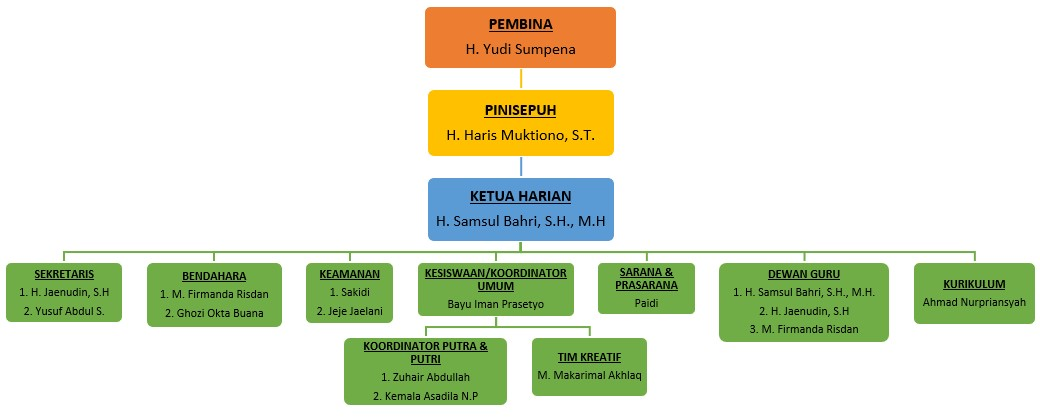 PEMBINA
H. Yudi Sumpena
PINISEPUH
H. Haris Muktiono, S.T.
KETUA HARIAN
H. Samsul Bahri, S.H., M.H
SEKRETARIS
1. H. Jaenudin, S.H
2. Yusuf Abdul S.
BENDAHARA
1. M. Firmanda Risdan
2. Ghozi Okta Buana
KEAMANAN
1. Sakidi
2. Jeje Jaelani
KESISWAAN/KOORDINATOR
UMUM
Bayu Iman Prasetyo
SARANA &
PRASARANA
Paidi
DEWAN GURU
1. H. Samsul Bahri, S.H., M.H.
2. H. Jaenudin, S.H
3. M. Firmanda Risdan
KURIKULUM
Ahmad Nurpriansyah
KOORDINATOR PUTRA &
PUTRI
1. Zuhair Abdullah
2. Kemala Asadila N.P
TIM KREATIF
M. Makarimal Akhlaq